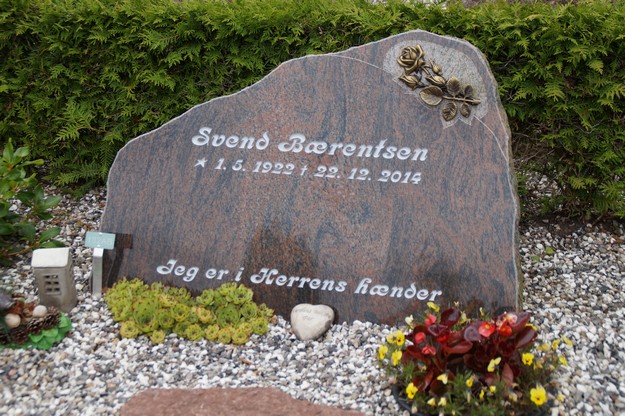 Svend Bærentsen
* 1. 5. 1922 † 22. 12. 2014
Jeg er i Herrens hænder